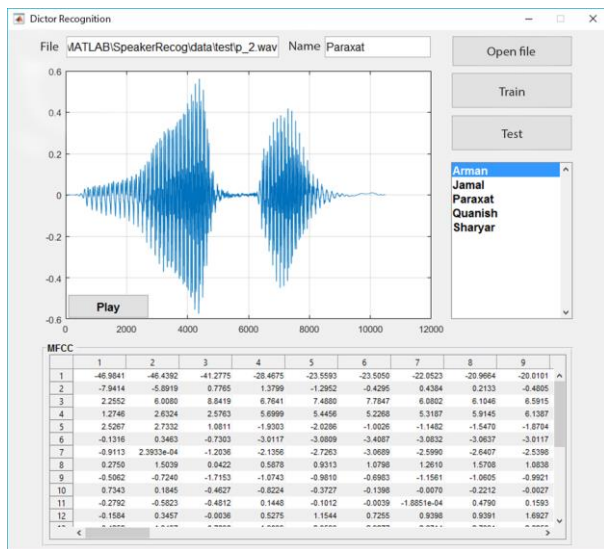 Dictor Recognition
File MATLAB\SpeakerRecog\data\test\p_2.wav Name Paraxat Open file
Train
Test
Arman
Jamal
Paraxat
Quanish
Sharyar
0.6
0.4
0.2
0
-0.2
-0.4
-0.6
Play
0 2000 4000 6000 8000 10000 12000
MFCC
1 2 3 4 5 6 7 8 9
1 -46.9841 -46.4392 -41.2775 -28.4675 -23.5593 -23.5050 -22.0523 -20.9664 -20.0101
2 -7.9414 -5.8919 0.7765 1.3799 -1.2952 -0.4295 0.4384 0.2133 -0.4805
3 2.2552 6.0080 8.8419 6.7641 7.4880 7.7847 6.0802 6.1046 6.5915
4 1.2746 2.6324 2.5763 5.6999 5.4456 5.2268 5.3187 5.9145 6.1387
5 2.5267 2.7332 1.0811 -1.9303 -2.0286 -1.0026 -1.1482 -1.5470 -1.8704
6 -0.1316 0.3463 -0.7303 -3.0117 -3.0809 -3.4087 -3.0832 -3.0637 -3.0117
7 -0.9113 2.3933e-04 -1.2036 -2.1356 -2.7263 -3.0689 -2.5990 -2.6407 -2.5398
8 0.2750 1.5039 0.0422 0.5878 0.9313 1.0798 1.2610 1.5708 1.0838
9 -0.5062 -0.7240 -1.7153 -1.0743 -0.9810 -0.6983 -1.1561 -1.0605 -0.9921
10 0.7343 0.1845 -0.4627 -0.8224 -0.3727 -0.1398 -0.0070 -0.2212 -0.0027
11 -0.2792 -0.5823 -0.4812 0.1448 -0.1012 -0.0039 -1.8851e-04 0.4790 0.1593
12 -0.1584 0.3457 -0.0036 0.5275 1.1544 0.7255 0.9398 0.9391 1.6927